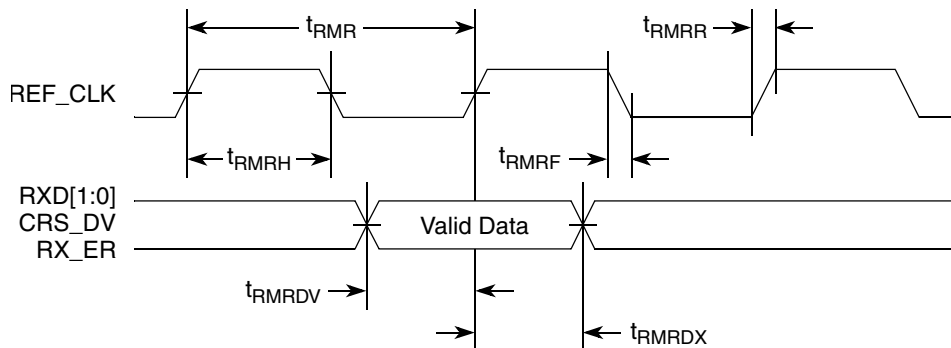 tRMR
tRMRR
REF_CLK
tRMRH
tRMRF
RXD[1:0]
CRS_DV
RX_ER
Valid Data
tRMRDV
tRMRDX